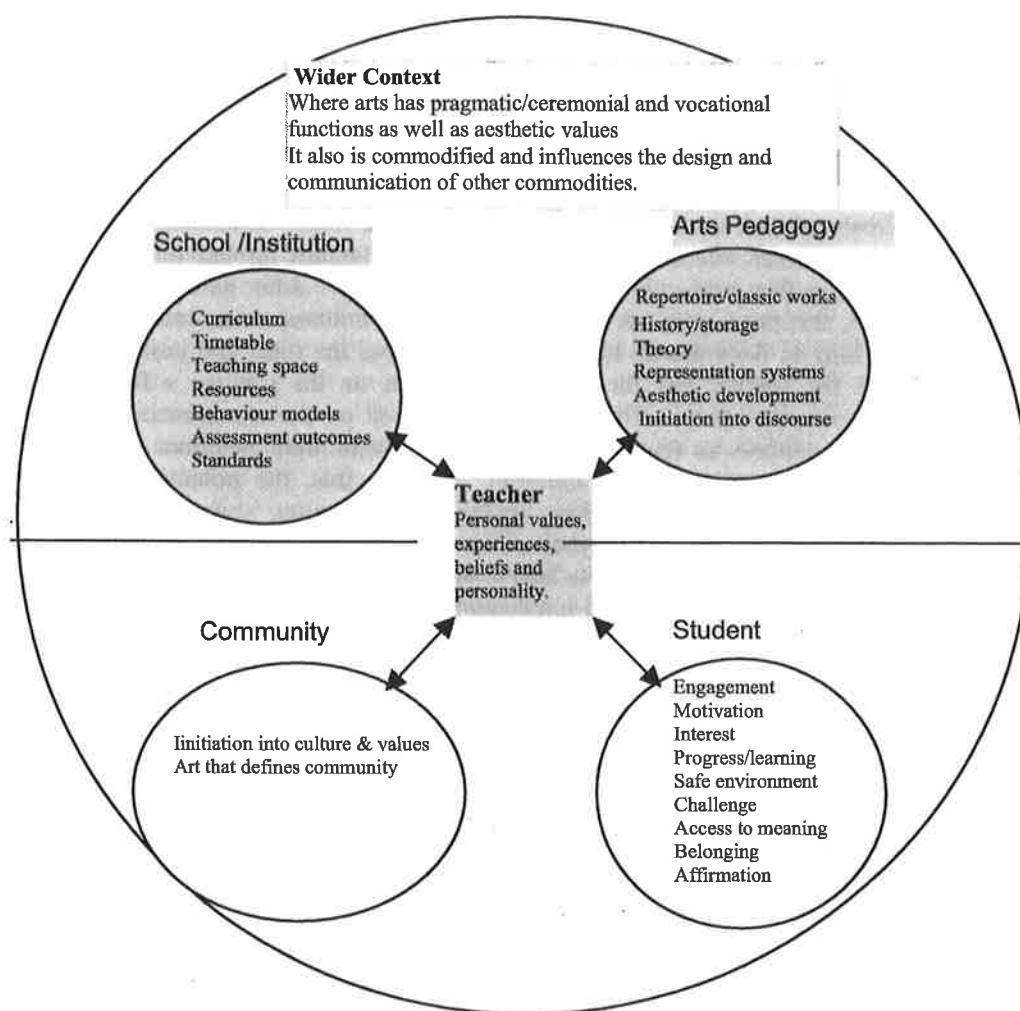 Wider Context
Where arts has pragmatic/ceremonial and vocational
functions as well as aesthetic values
It also is commodified and influences the design and
communication of other commodities.
School /Institution
Curriculum
Timetable
Teaching space
Resources
Behaviour models
Assessment outcomes
Standards
Arts Pedagogy
Repertoire/classic works
History/storage
Theory
Representation systems
Aesthetic development
Initiation into discourse
Teacher
Personal values,
experiences,
beliefs and
personality.
Community
Iinitiation into culture & values
Art that defines community
Student
Engagement
Motivation
Interest
Progress/learning
Safe environment
Challenge
Access to meaning
Belonging
Affirmation